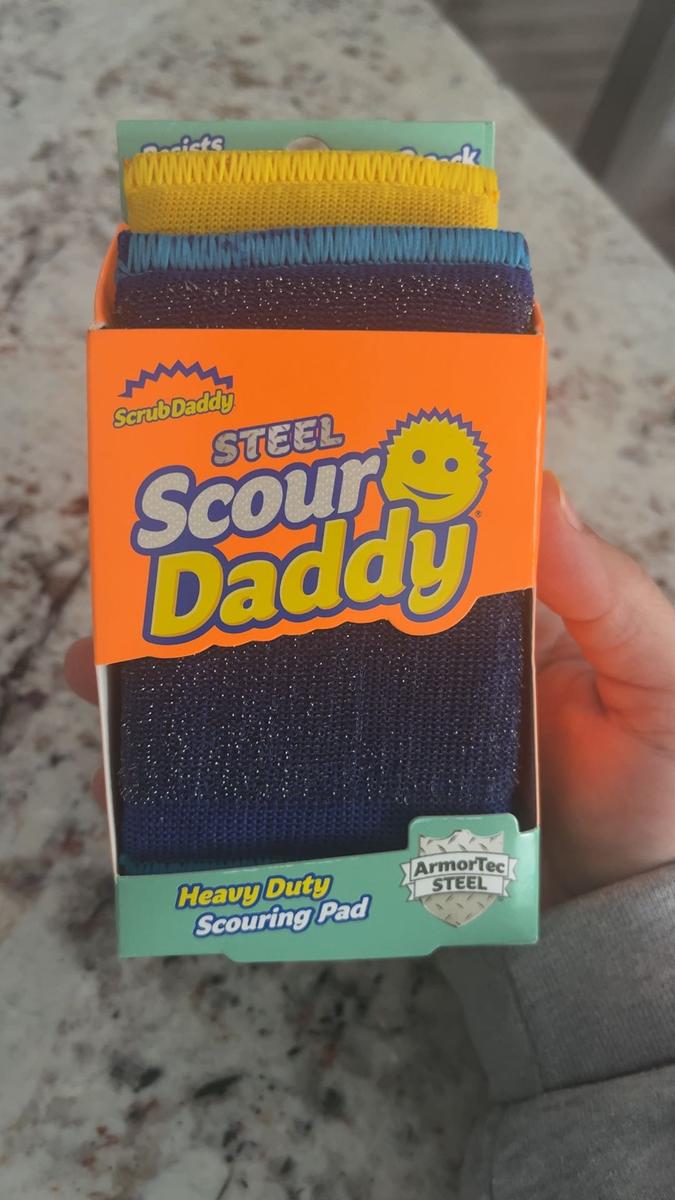 Resists
ScrubDaddy
STEEL
Scour
Daddy
ArmorTec
STEEL
Heavy Duty
Scouring Pad